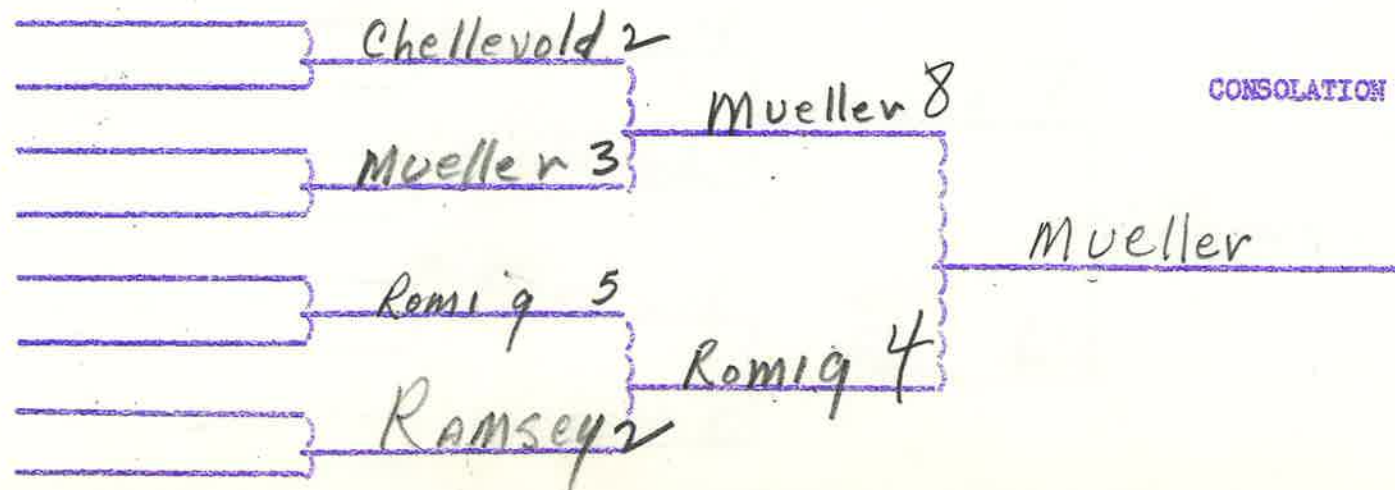 Chellevold 2
Mueller 8
CONSOLATION
Mueller 3
Mueller
Romig 5
Romig 4
Ramsey 2